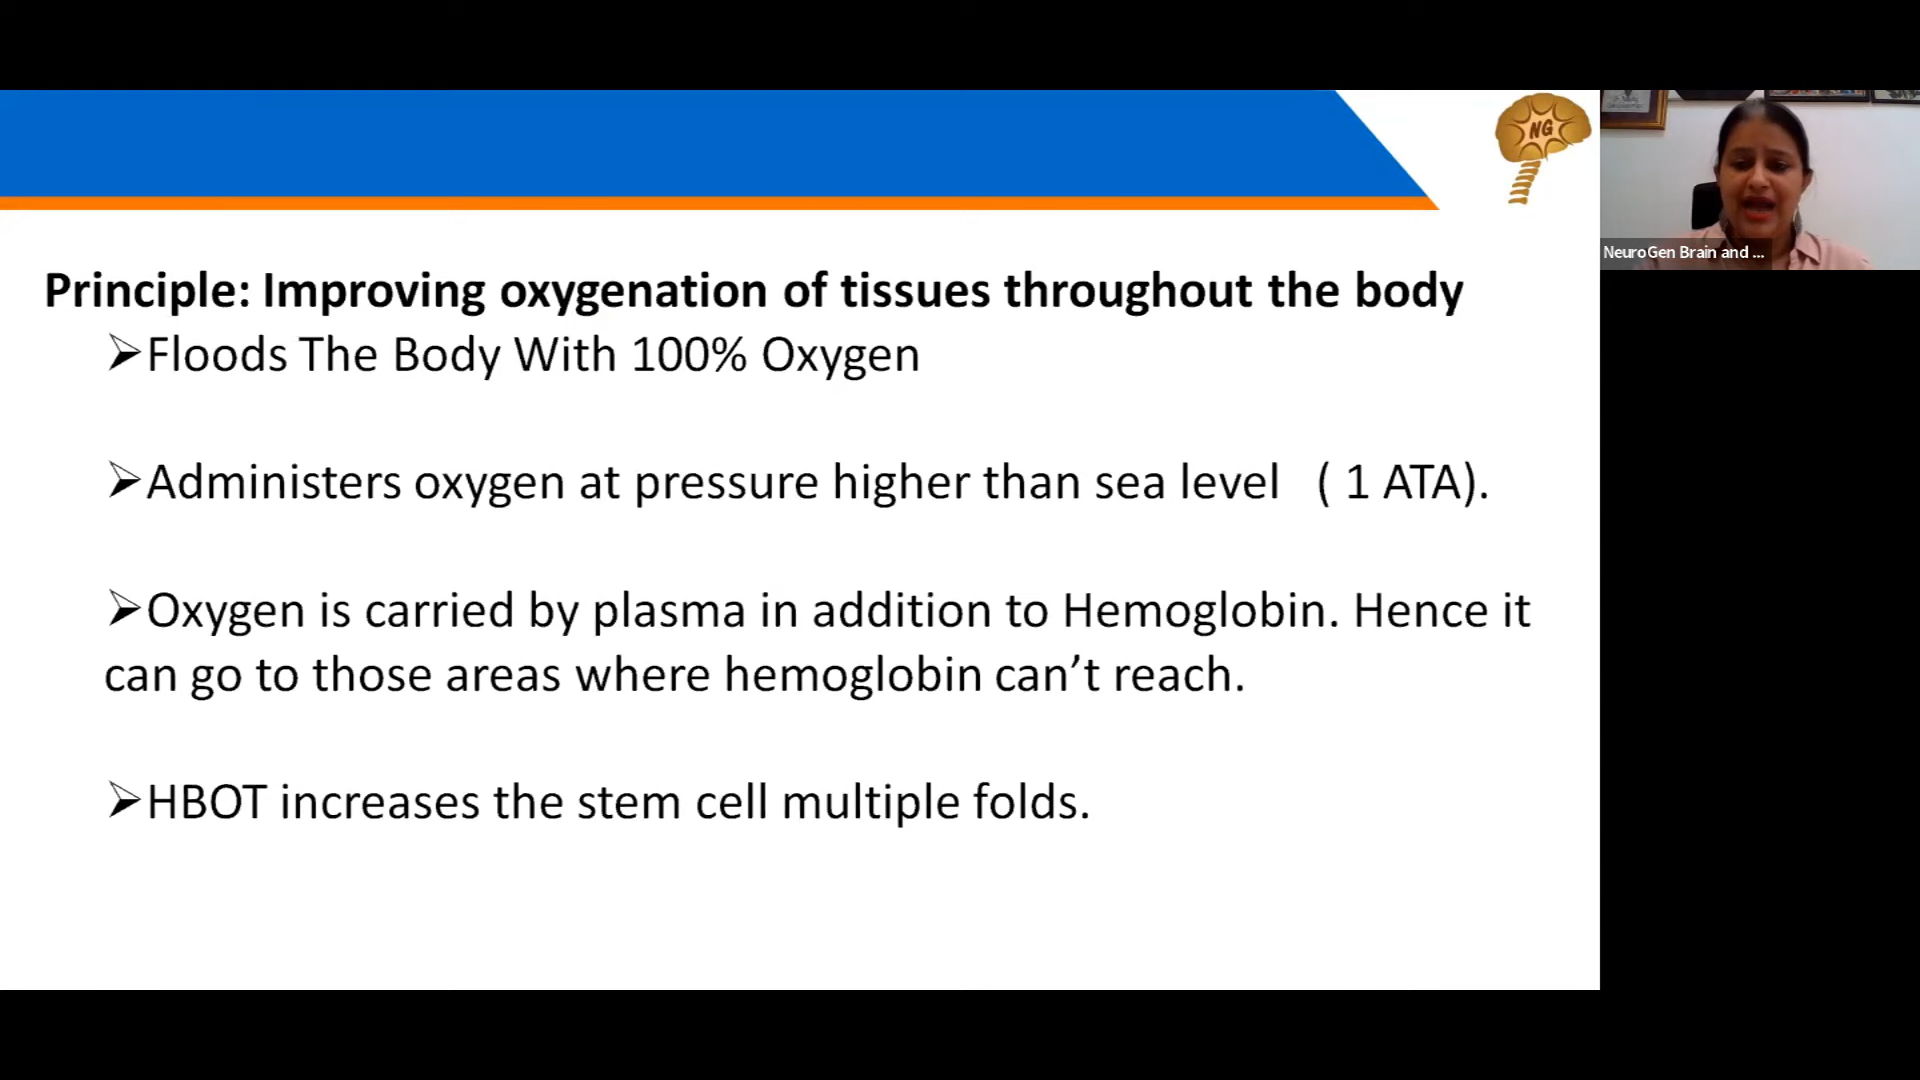 NG
NeuroGen Brain and ...
Principle: Improving oxygenation of tissues throughout the body
➢Floods The Body With 100% Oxygen
➢Administers oxygen at pressure higher than sea level ( 1 ATA).
➢Oxygen is carried by plasma in addition to Hemoglobin. Hence it
can go to those areas where hemoglobin can’t reach.
➢HBOT increases the stem cell multiple folds.